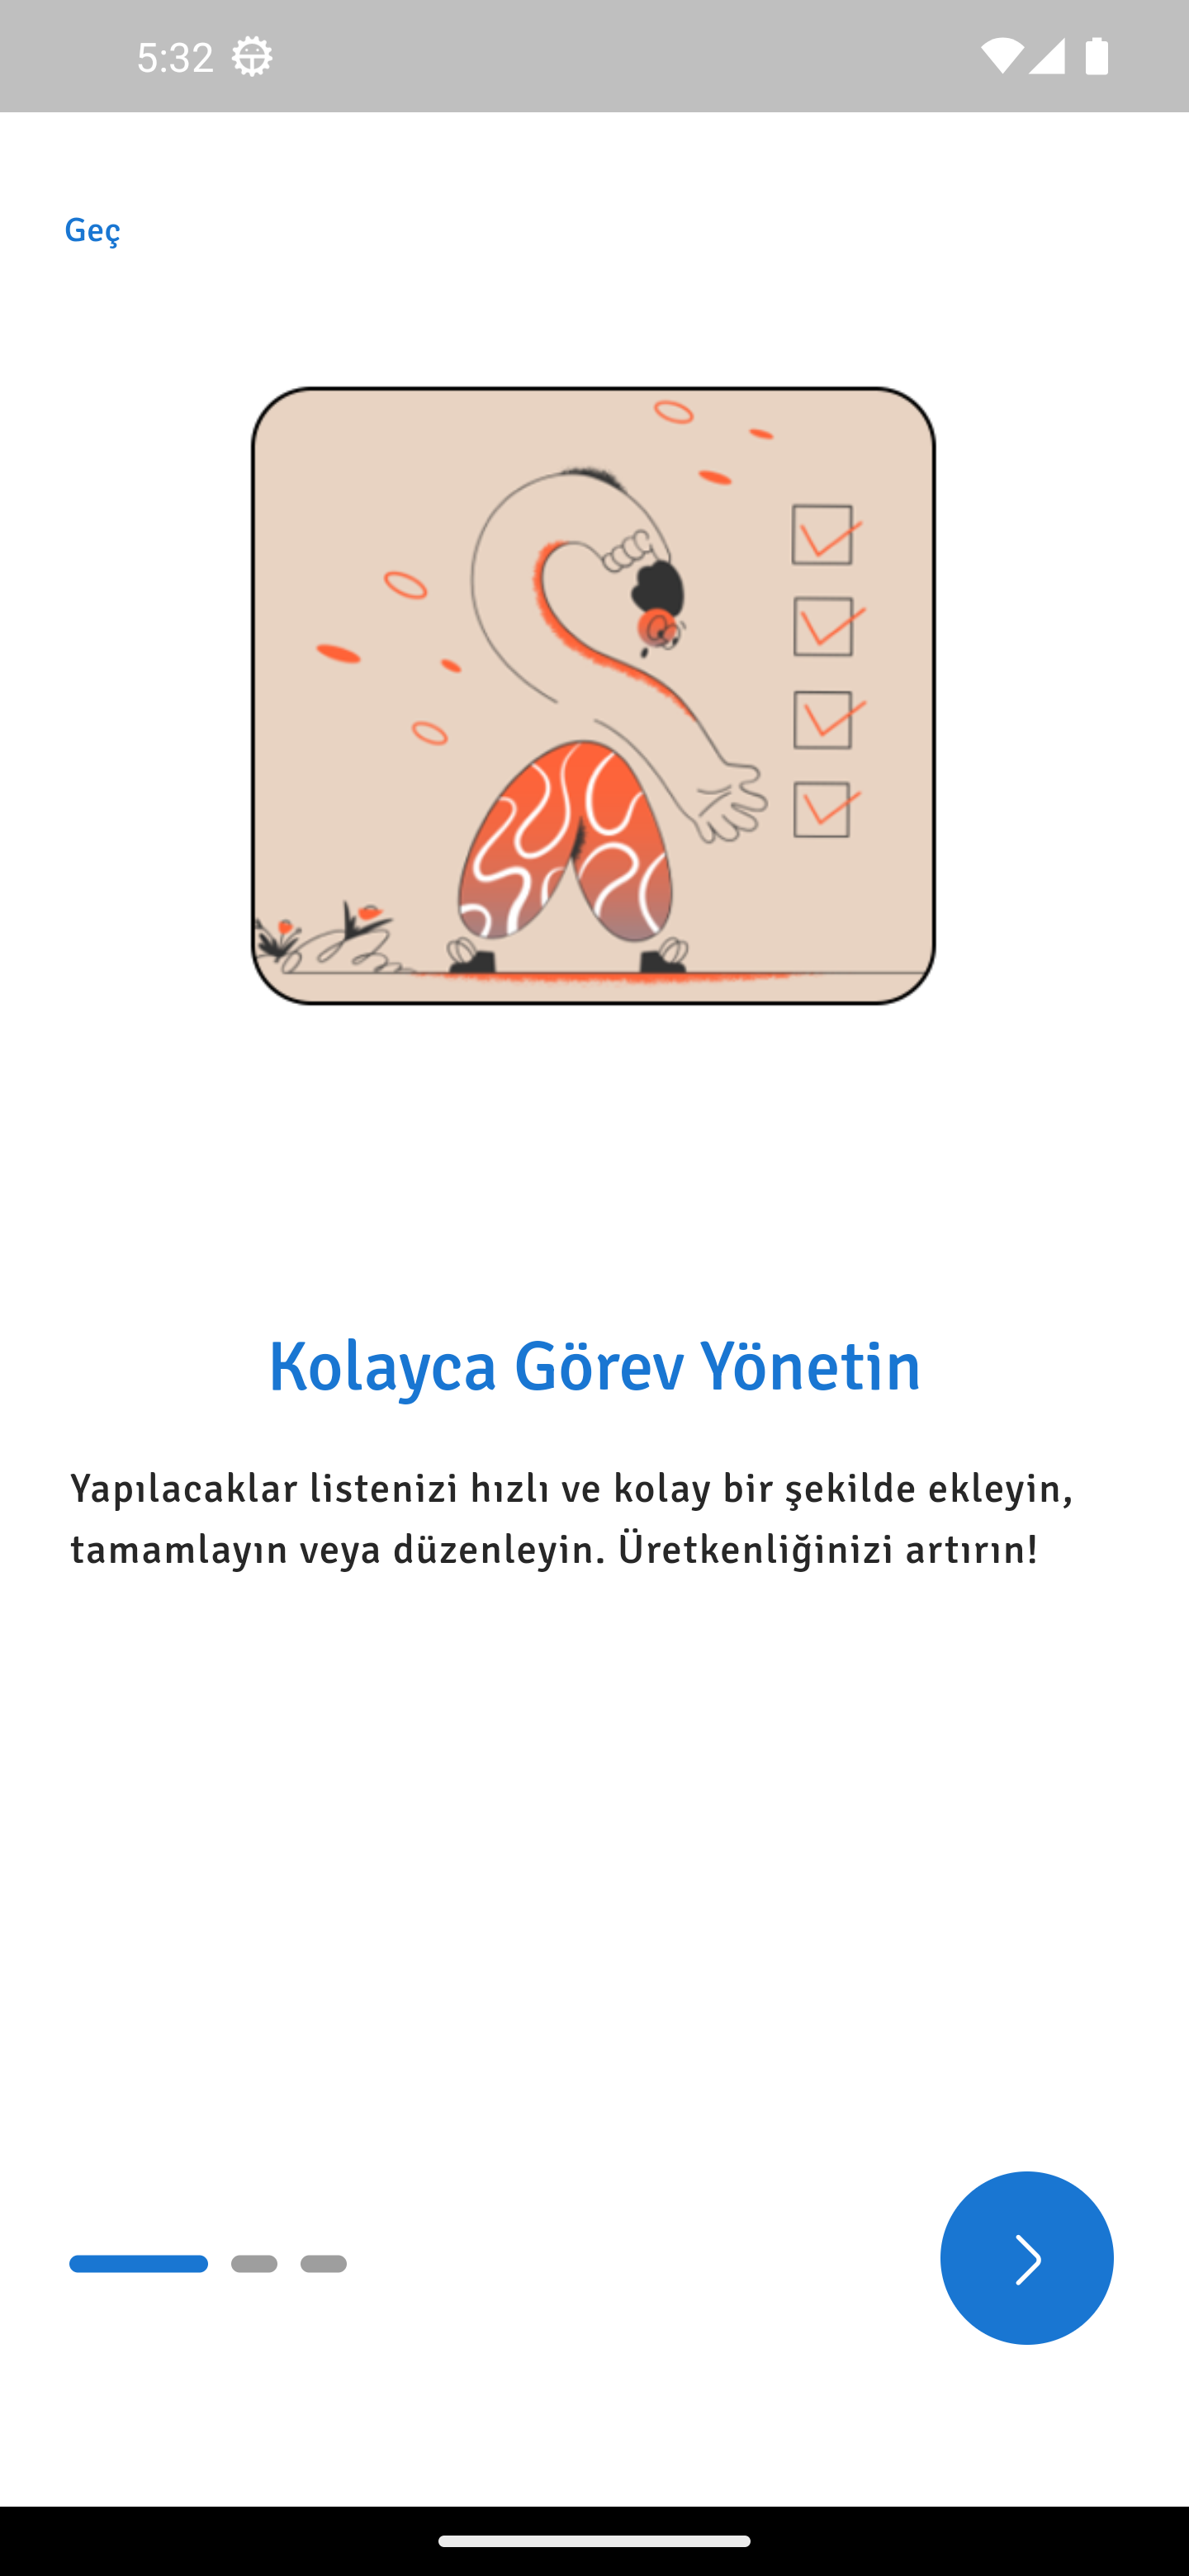 5:32
Geç
Kolayca Görev Yönetin
Yapılacaklar listenizi hızlı ve kolay bir şekilde ekleyin,
tamamlayın veya düzenleyin. Üretkenliğinizi artırın!